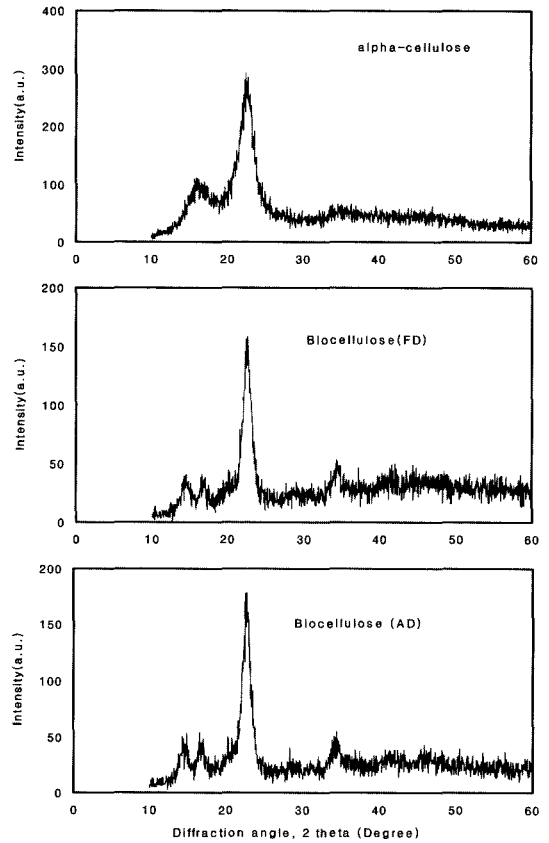 400
300
200
100
0
Intensity(a.u.)
alpha-cellulose
0 10 20 30 40 50 60
200
150
100
50
0
Intensity(a.u.)
Biocellulose(FD)
0 10 20 30 40 50 60
200
150
100
50
0
Intensity(a.u.)
Biocellulose (AD)
0 10 20 30 40 50 60
Diffraction angle, 2 theta (Degree)